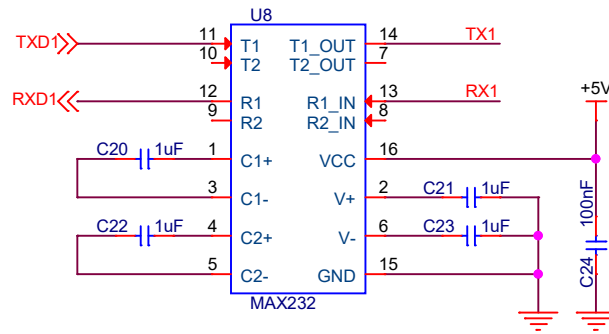 U8
TXD1 11 T1 T1_OUT 14 TX1
10 T2 T2_OUT 7
RXD1 12 R1 R1_IN 13 RX1
9 R2 R2_IN 8
+5V
C20 1uF 1 C1+ VCC 16
3 C1- V+ 2 C21 1uF
C22 1uF 4 C2+ V- 6 C23 1uF
5 C2- GND 15
C24 100nF
MAX232